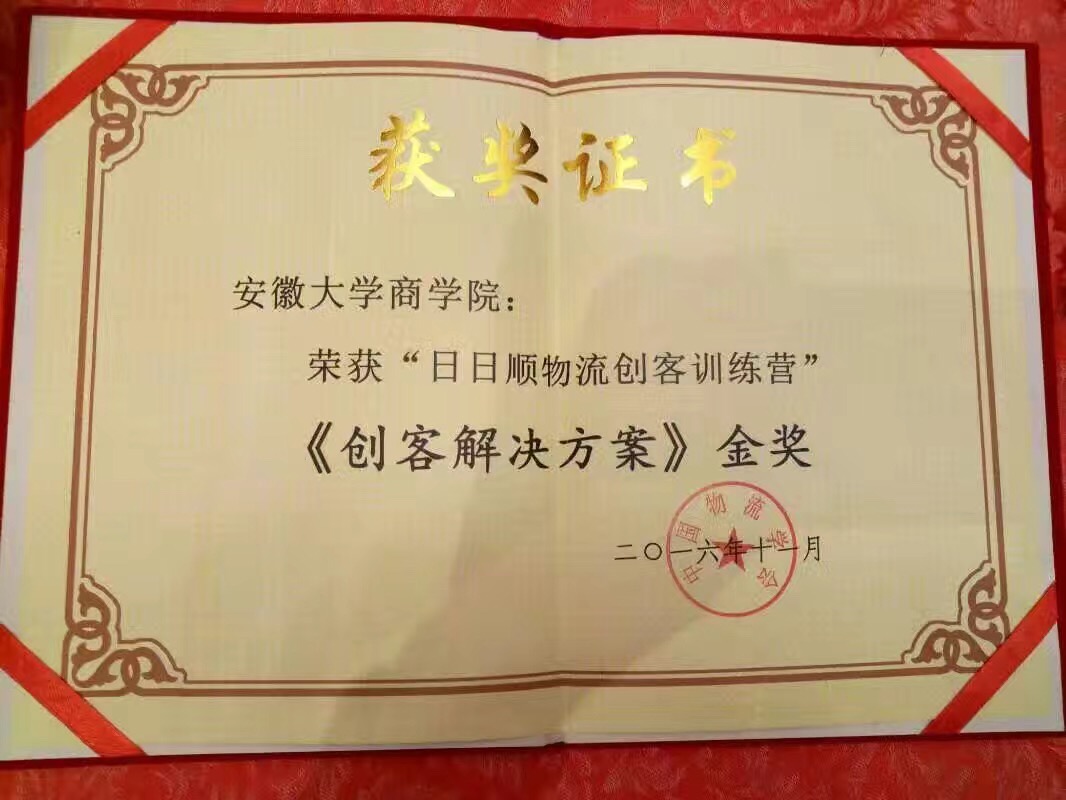 获奖证书
安徽大学商学院：
荣获“日日顺物流创客训练营”
《创客解决方案》金奖
二〇一六年十一月
中国物流学会